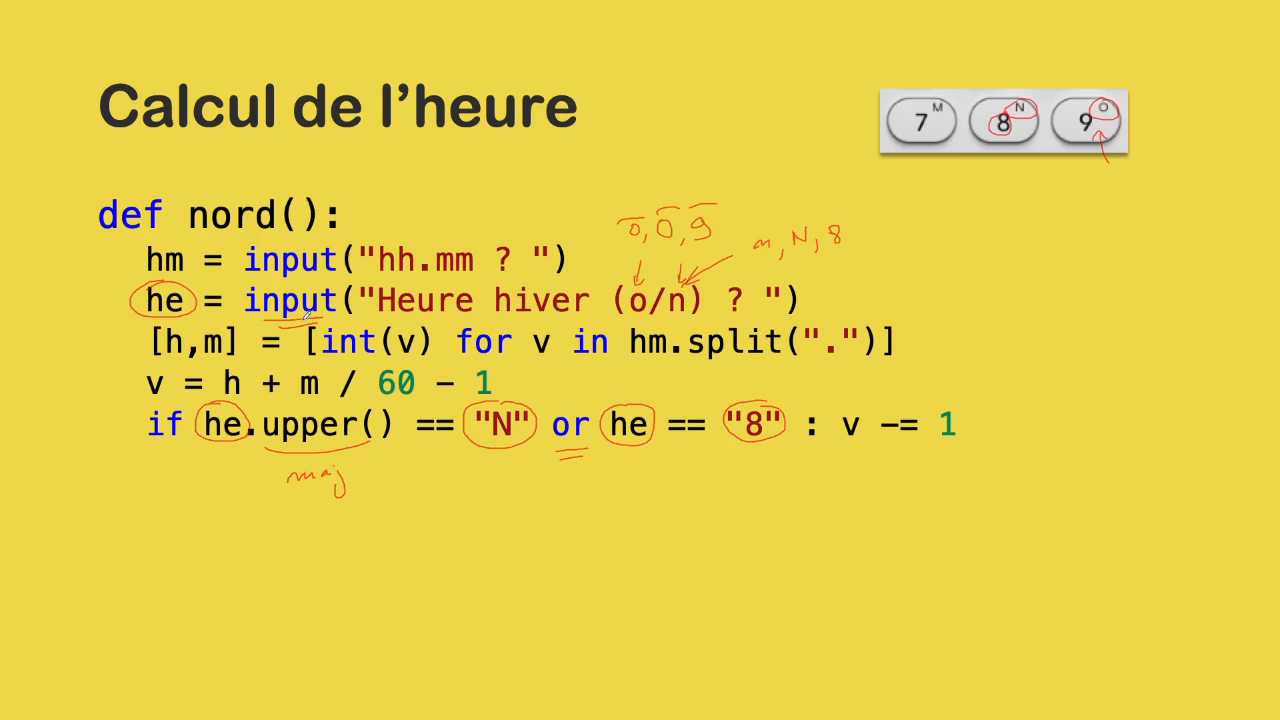 Calcul de l’heure
7 M 8 N 9 O
def nord():
o, O, 9
n, N, 8
hm = input("hh.mm ? ")
he = input("Heure hiver (o/n) ? ")
[h,m] = [int(v) for v in hm.split(".")]
v = h + m / 60 - 1
if he.upper() == "N" or he == "8" : v -= 1
maj